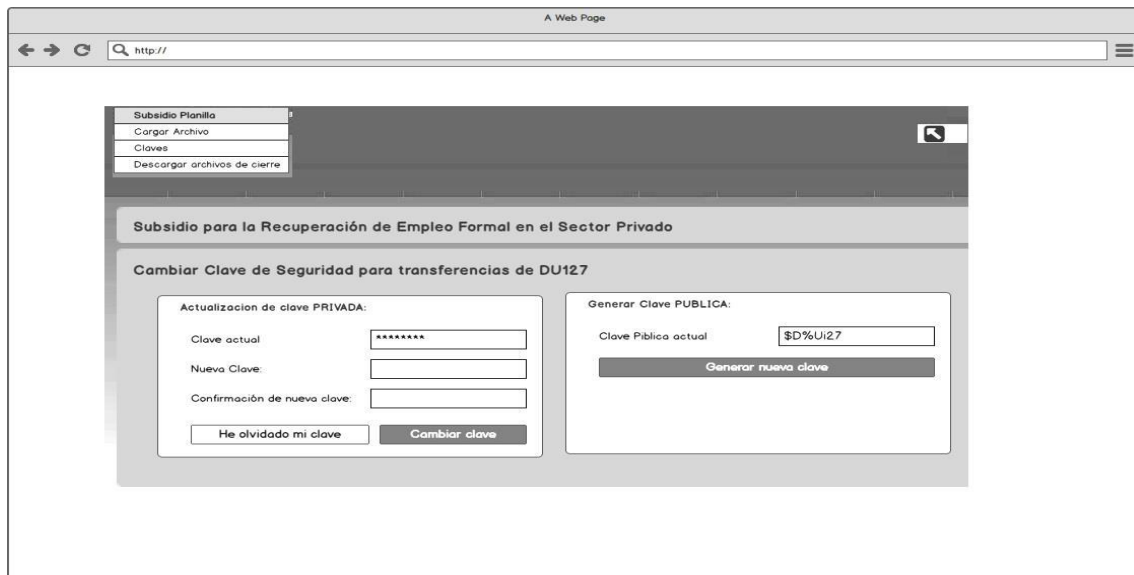 A Web Page
http://
Subsidio Planilla
Cargar Archivo
Claves
Descargar archivos de cierre
Subsidio para la Recuperación de Empleo Formal en el Sector Privado
Cambiar Clave de Seguridad para transferencias de DU127
Actualizacion de clave PRIVADA:
Clave actual ********
Nueva Clave:
Confirmación de nueva clave:
He olvidado mi clave Cambiar clave
Generar Clave PUBLICA:
Clave Piblica actual $D%Ui27
Generar nueva clave